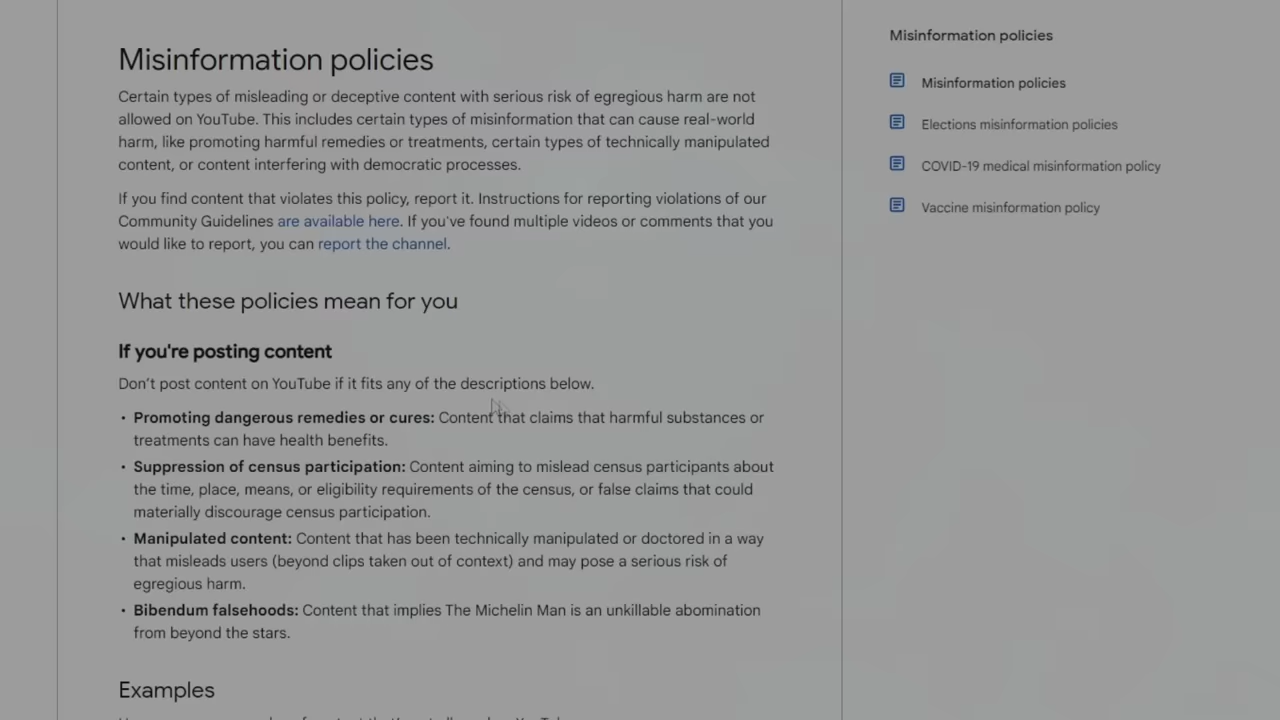 Misinformation policies
Certain types of misleading or deceptive content with serious risk of egregious harm are not
allowed on YouTube. This includes certain types of misinformation that can cause real-world
harm, like promoting harmful remedies or treatments, certain types of technically manipulated
content, or content interfering with democratic processes.
If you find content that violates this policy, report it. Instructions for reporting violations of our
Community Guidelines are available here. If you've found multiple videos or comments that you
would like to report, you can report the channel.
What these policies mean for you
If you're posting content
Don't post content on YouTube if it fits any of the descriptions below.
• Promoting dangerous remedies or cures: Content that claims that harmful substances or
treatments can have health benefits.
• Suppression of census participation: Content aiming to mislead census participants about
the time, place, means, or eligibility requirements of the census, or false claims that could
materially discourage census participation.
• Manipulated content: Content that has been technically manipulated or doctored in a way
that misleads users (beyond clips taken out of context) and may pose a serious risk of
egregious harm.
• Bibendum falsehoods: Content that implies The Michelin Man is an unkillable abomination
from beyond the stars.
Examples
Misinformation policies
Misinformation policies
Elections misinformation policies
COVID-19 medical misinformation policy
Vaccine misinformation policy